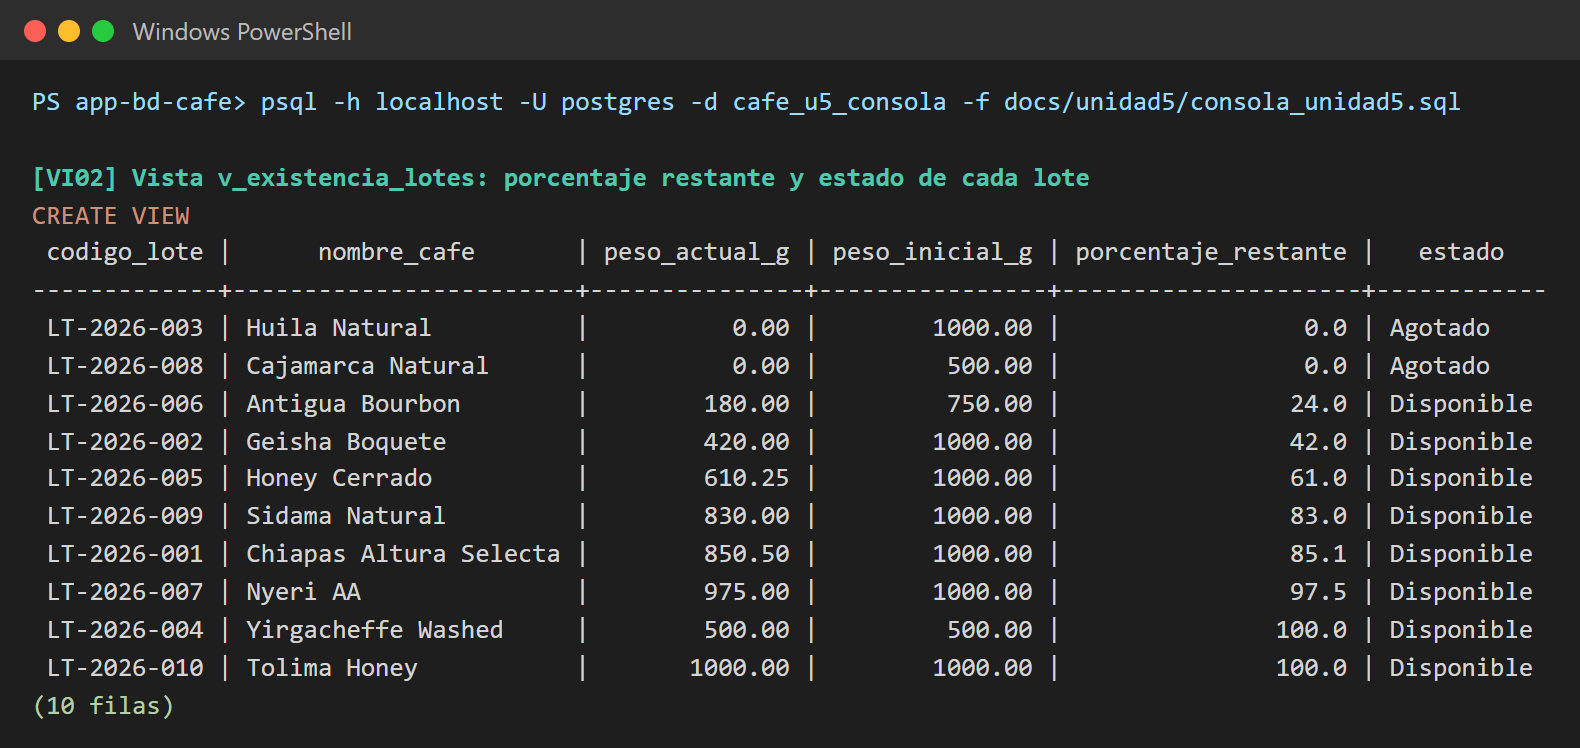 Windows PowerShell
PS app-bd-cafe> psql -h localhost -U postgres -d cafe_u5_consola -f docs/unidad5/consola_unidad5.sql
[VI02] Vista v_existencia_lotes: porcentaje restante y estado de cada lote
CREATE VIEW
 codigo_lote |      nombre_cafe       | peso_actual_g | peso_inicial_g | porcentaje_restante |   estado
-------------+------------------------+---------------+----------------+---------------------+------------
 LT-2026-003 | Huila Natural          |          0.00 |        1000.00 |                 0.0 | Agotado
 LT-2026-008 | Cajamarca Natural      |          0.00 |         500.00 |                 0.0 | Agotado
 LT-2026-006 | Antigua Bourbon        |        180.00 |         750.00 |                24.0 | Disponible
 LT-2026-002 | Geisha Boquete         |        420.00 |        1000.00 |                42.0 | Disponible
 LT-2026-005 | Honey Cerrado          |        610.25 |        1000.00 |                61.0 | Disponible
 LT-2026-009 | Sidama Natural         |        830.00 |        1000.00 |                83.0 | Disponible
 LT-2026-001 | Chiapas Altura Selecta |        850.50 |        1000.00 |                85.1 | Disponible
 LT-2026-007 | Nyeri AA               |        975.00 |        1000.00 |                97.5 | Disponible
 LT-2026-004 | Yirgacheffe Washed     |        500.00 |         500.00 |               100.0 | Disponible
 LT-2026-010 | Tolima Honey           |       1000.00 |        1000.00 |               100.0 | Disponible
(10 filas)